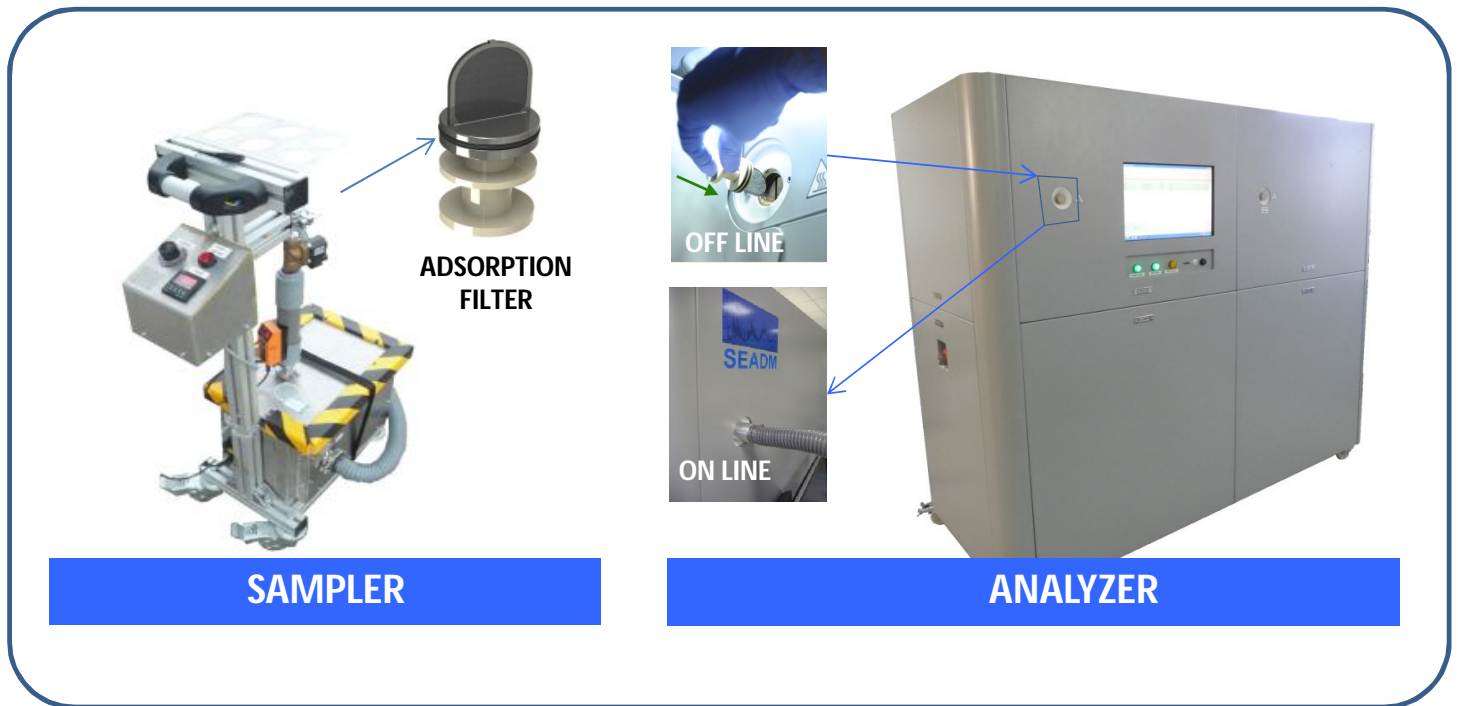 ADSORPTION
FILTER
OFF LINE
SEADM
ON LINE
SAMPLER
ANALYZER